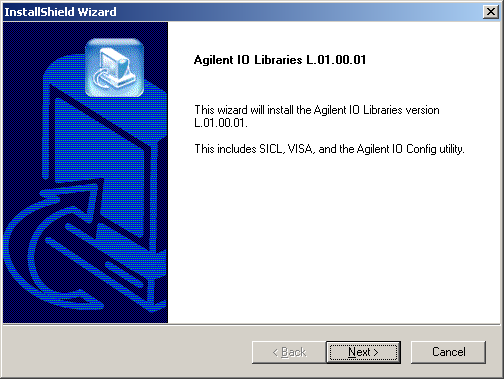 InstallShield Wizard
Agilent IO Libraries L.01.00.01
This wizard will install the Agilent IO Libraries version
L.01.00.01.
This includes SICL, VISA, and the Agilent IO Config utility.
< Back
Next >
Cancel